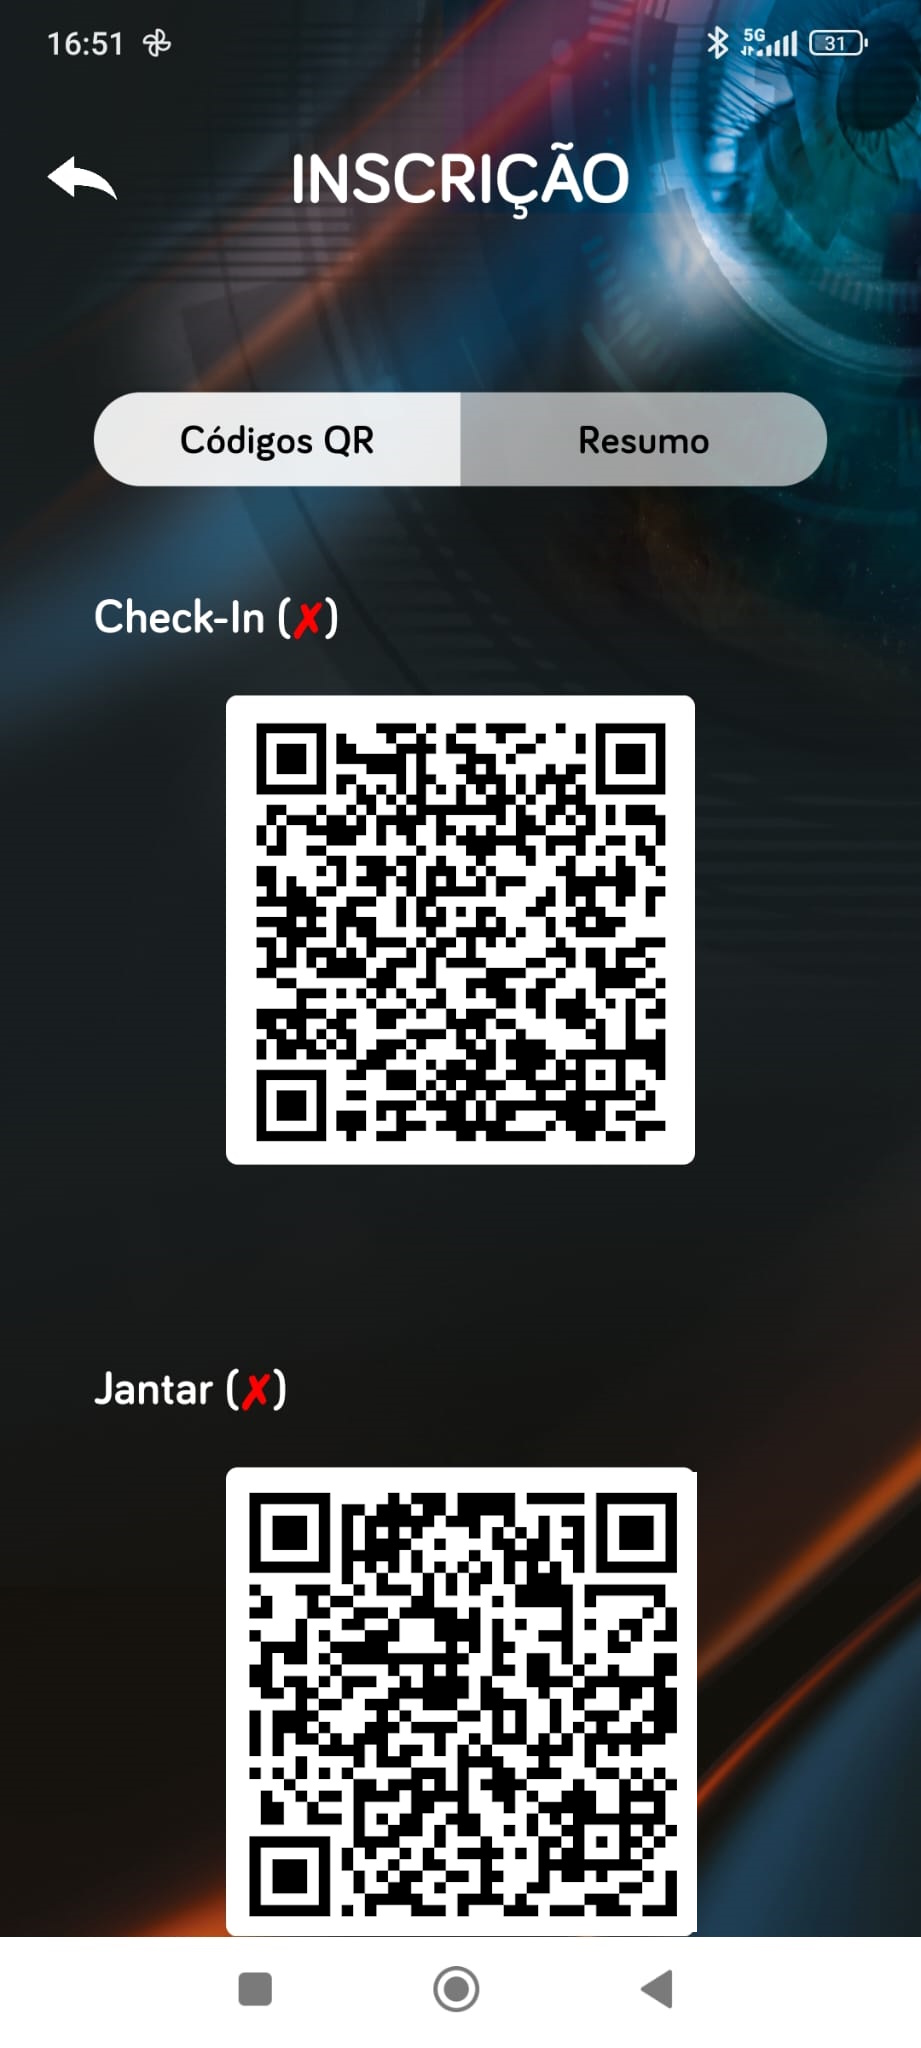 16:51
5G
31
INSCRIÇÃO
Códigos QR
Resumo
Check-In (✗)
Jantar (✗)